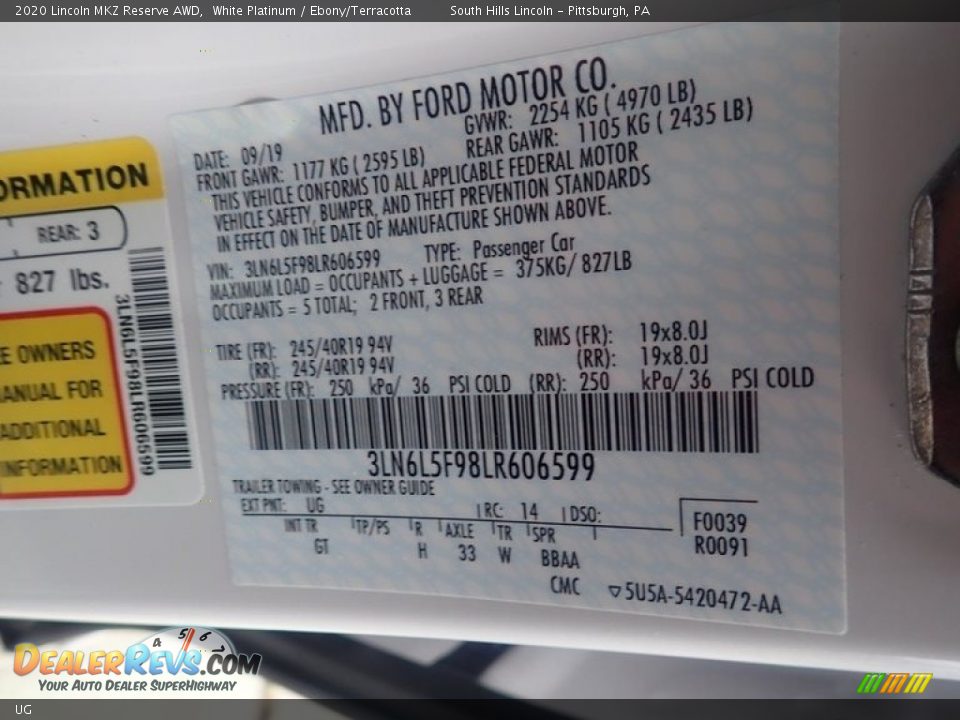 2020 Lincoln MKZ Reserve AWD,   White Platinum / Ebony/Terracotta   South Hills Lincoln – Pittsburgh, PA
ORMATION
REAR: 3
827 lbs.
3LN6L5F98LR606599
OWNERS
MANUAL FOR
ADDITIONAL
INFORMATION
MFD. BY FORD MOTOR CO.
DATE: 09/19   GVWR: 2254 KG ( 4970 LB)
FRONT GAWR: 1177 KG ( 2595 LB)   REAR GAWR: 1105 KG ( 2435 LB)
THIS VEHICLE CONFORMS TO ALL APPLICABLE FEDERAL MOTOR
VEHICLE SAFETY, BUMPER, AND THEFT PREVENTION STANDARDS
IN EFFECT ON THE DATE OF MANUFACTURE SHOWN ABOVE.
VIN: 3LN6L5F98LR606599   TYPE: Passenger Car
MAXIMUM LOAD = OCCUPANTS + LUGGAGE = 375KG/ 827LB
OCCUPANTS = 5 TOTAL; 2 FRONT, 3 REAR
TIRE (FR): 245/40R19 94V   RIMS (FR): 19x8.0J
(RR): 245/40R19 94V   (RR): 19x8.0J
PRESSURE (FR): 250 kPa/ 36 PSI COLD (RR): 250 kPa/ 36 PSI COLD
3LN6L5F98LR606599
TRAILER TOWING - SEE OWNER GUIDE
EXT PNT: UG   RC: 14   DSO:
INT TR   TP/PS   R   AXLE   TR   SPR
GT   H   33   W   BBAA
F0039
R0091
CMC   5U5A-5420472-AA
4 5 6
DealerRevs.com
Your Auto Dealer SuperHighway
UG